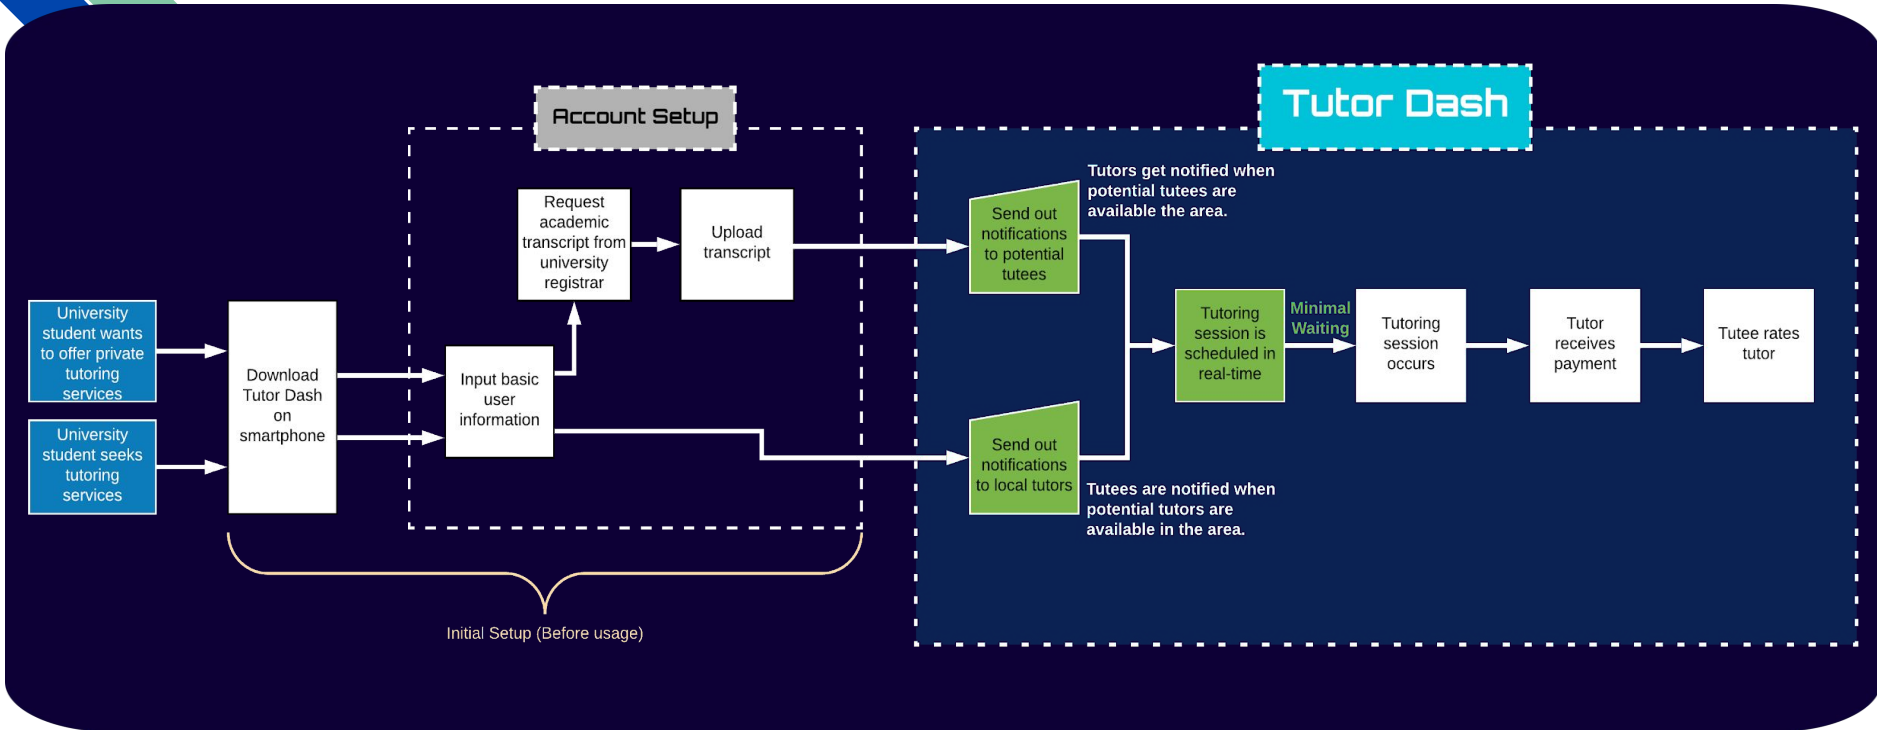 Account Setup
Tutor Dash
University
student wants
to offer private
tutoring
services
University
student seeks
tutoring
services
Download
Tutor Dash
on
smartphone
Input basic
user
information
Request
academic
transcript from
university
registrar
Upload
transcript
Initial Setup (Before usage)
Send out
notifications
to potential
tutees
Tutors get notified when
potential tutees are
available the area.
Send out
notifications
to local tutors
Tutees are notified when
potential tutors are
available in the area.
Tutoring
session is
scheduled in
real-time
Minimal
Waiting
Tutoring
session
occurs
Tutor
receives
payment
Tutee rates
tutor